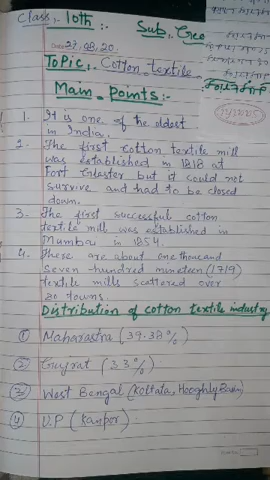 Class:- 10th
Sub. Geo
Date 27.08.20
Topic:- Cotton textile
Main Points:-
1. It is one of the oldest
in India.
2. The first cotton textile mill
was established in 1818 at
Fort Glaster but it could not
survive and had to be closed
down.
3. The first successful cotton
textile mill was established in
Mumbai in 1854.
4. There are about one thousand
seven hundred nineteen (1719)
textile mills scattered over
80 towns.
Distribution of cotton textile industry
① Maharastra (39.38%)
② Gujrat (33%)
③ West Bengal (Kolkata, Hooghly Basin)
④ U.P (Kanpor)